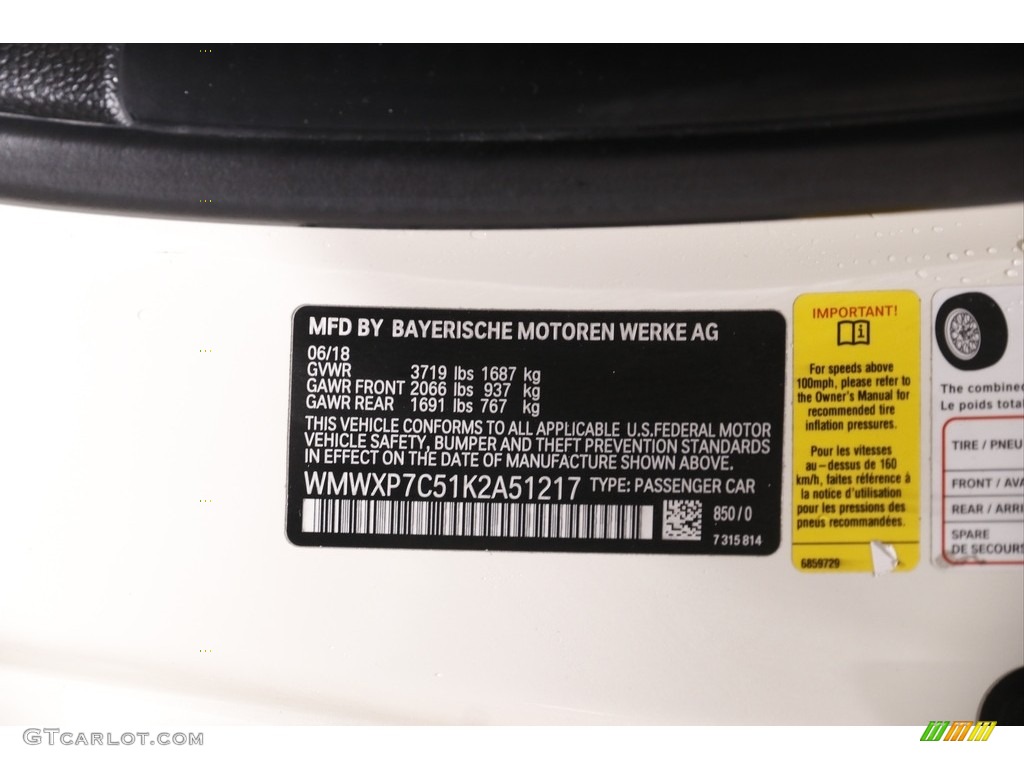 MFD BY BAYERISCHE MOTOREN WERKE AG
06/18
GVWR 3719 lbs 1687 kg
GAWR FRONT 2066 lbs 937 kg
GAWR REAR 1691 lbs 767 kg
THIS VEHICLE CONFORMS TO ALL APPLICABLE U.S.FEDERAL MOTOR
VEHICLE SAFETY, BUMPER AND THEFT PREVENTION STANDARDS
IN EFFECT ON THE DATE OF MANUFACTURE SHOWN ABOVE.
WMWXP7C51K2A51217 TYPE: PASSENGER CAR
850/0
7 315 814
IMPORTANT!
For speeds above
100mph, please refer to
the Owner's Manual for
recommended tire
inflation pressures.
Pour les vitesses
au-dessus de 160
km/h, faites référence à
la notice d'utilisation
pour les pressions des
pneus recommandées.
6859729
The combined
Le poids total
TIRE / PNEU
FRONT / AVA
REAR / ARRI
SPARE
DE SECOURS
GTCARLOT.COM